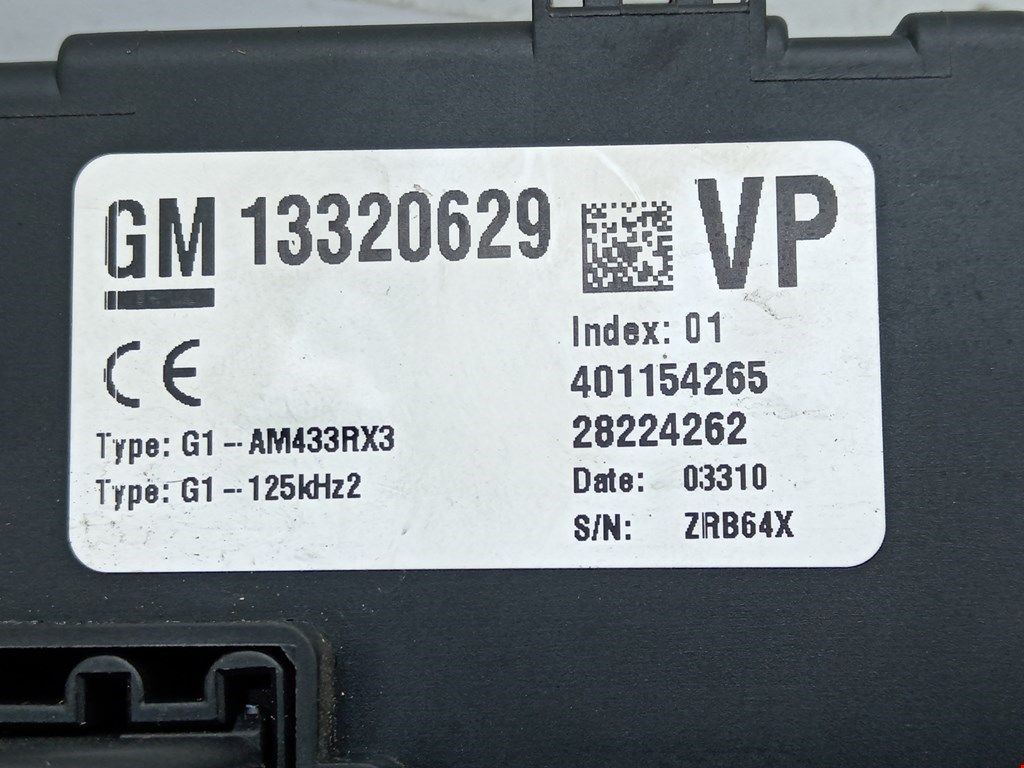 GM 13320629 VP
CE
Index: 01
401154265
28224262
Type: G1--AM433RX3
Type: G1--125kHz2
Date: 03310
S/N: ZRB64X